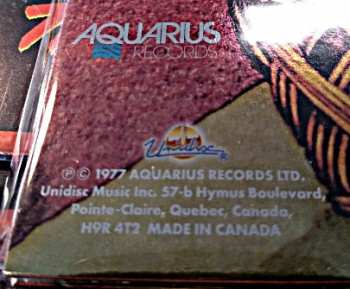 AQUARIUS
RECORDS
Unidisc
℗ © 1977 AQUARIUS RECORDS LTD.
Unidisc Music Inc. 57-b Hymus Boulevard,
Pointe-Claire, Quebec, Canada,
H9R 4T2 MADE IN CANADA